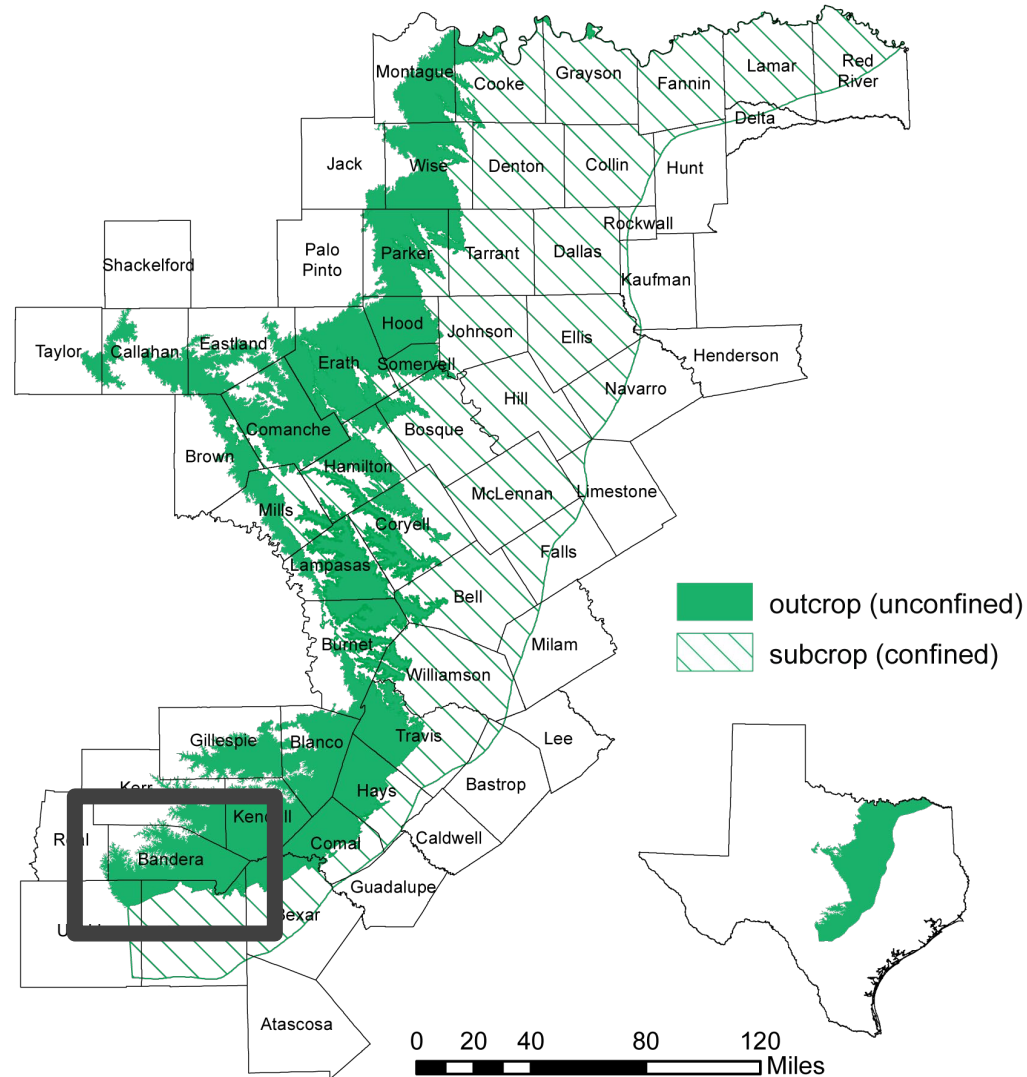 Montague
Cooke
Grayson
Fannin
Lamar
Red
River
Delta
Jack
Wise
Denton
Collin
Hunt
Rockwall
Shackelford
Palo
Pinto
Parker
Tarrant
Dallas
Kaufman
Taylor
Callahan
Eastland
Hood
Johnson
Ellis
Henderson
Erath
Somervell
Navarro
Hill
Comanche
Bosque
Brown
Hamilton
McLennan
Limestone
Mills
Coryell
Falls
Lampasas
Bell
outcrop (unconfined)
Burnet
Milam
subcrop (confined)
Williamson
Gillespie
Blanco
Travis
Lee
Bastrop
Hays
Comal
Caldwell
Bandera
Guadalupe
Atascosa
0 20 40 80 120
Miles